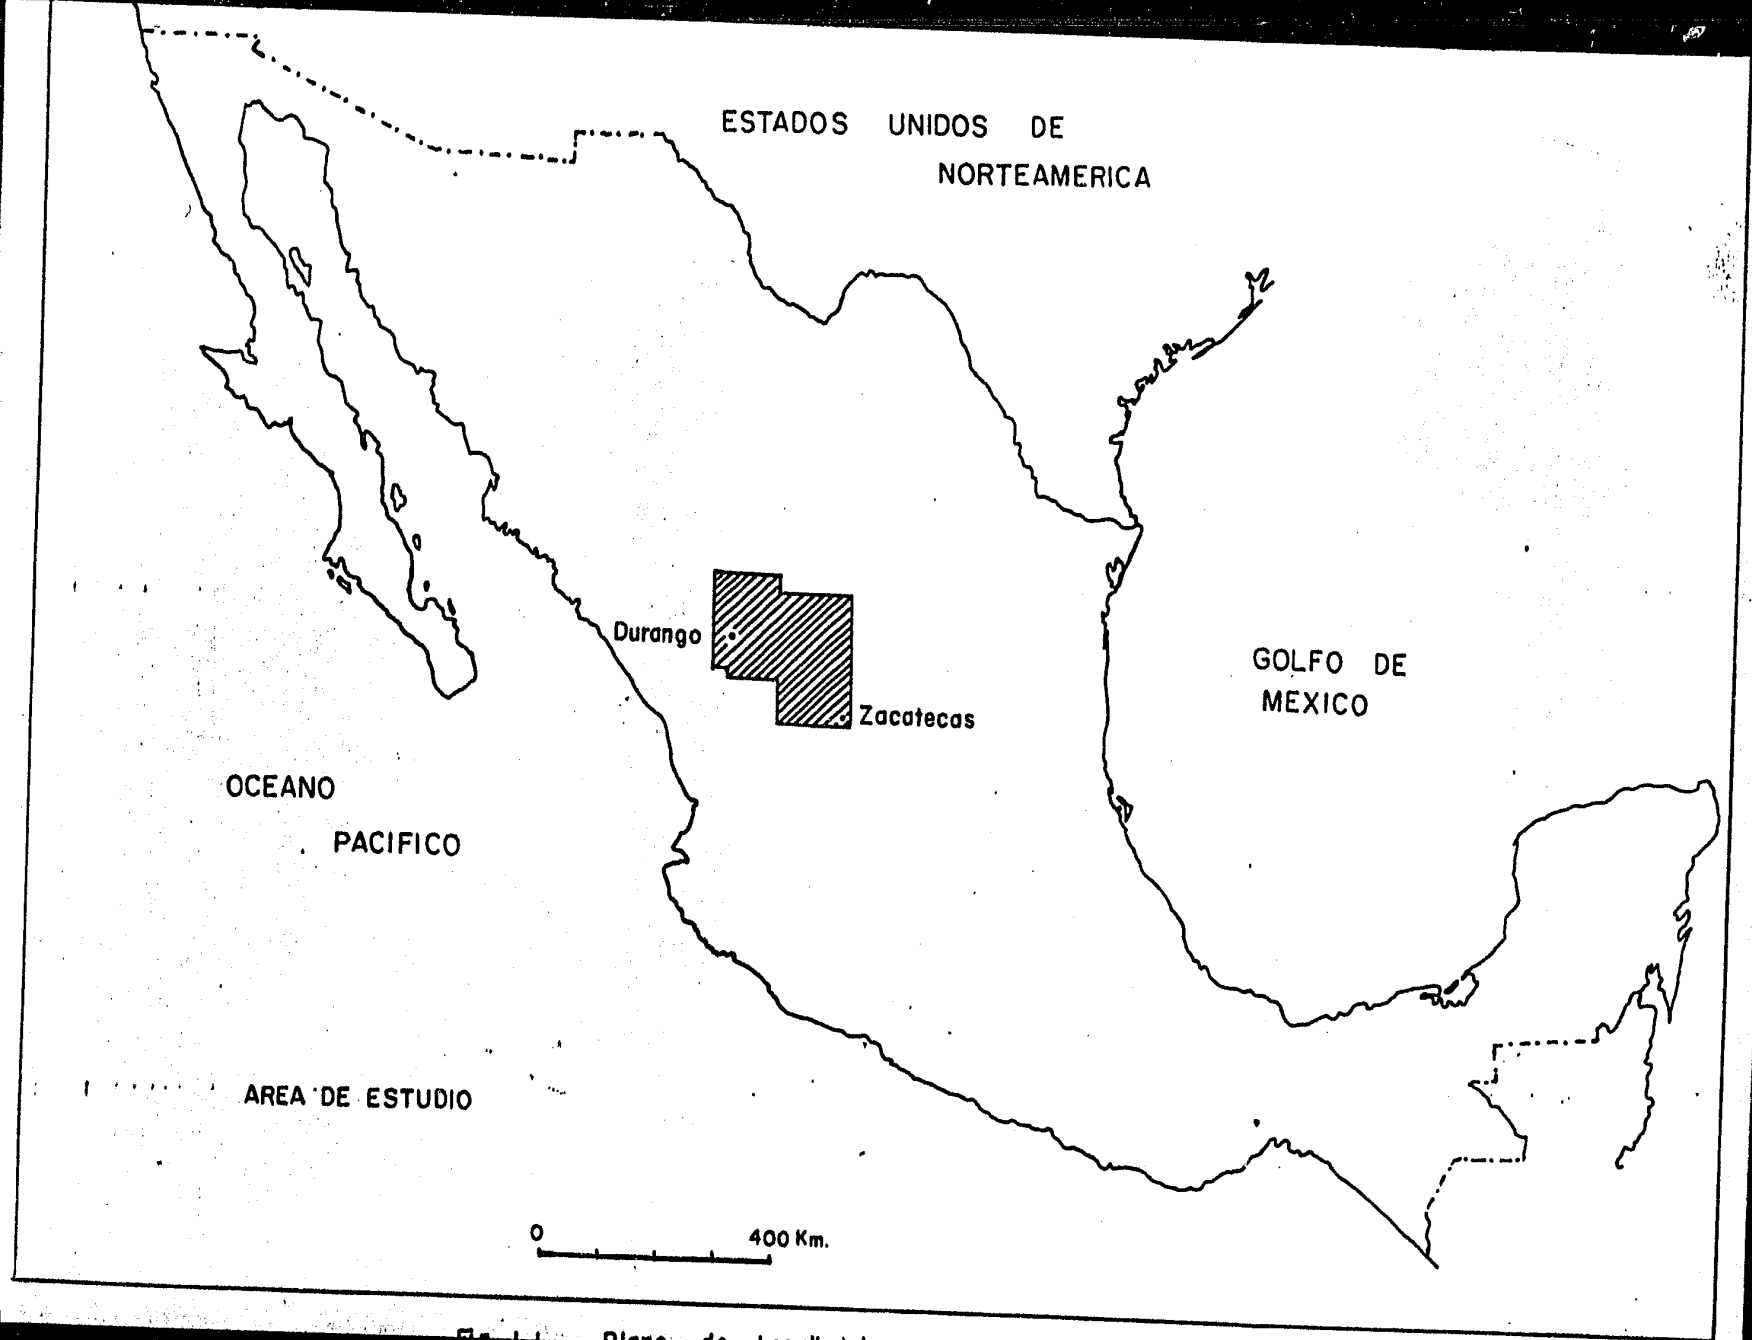 ESTADOS UNIDOS DE
NORTEAMERICA
Durango
Zacatecas
GOLFO DE
MEXICO
OCEANO
PACIFICO
AREA DE ESTUDIO
0 400 Km.